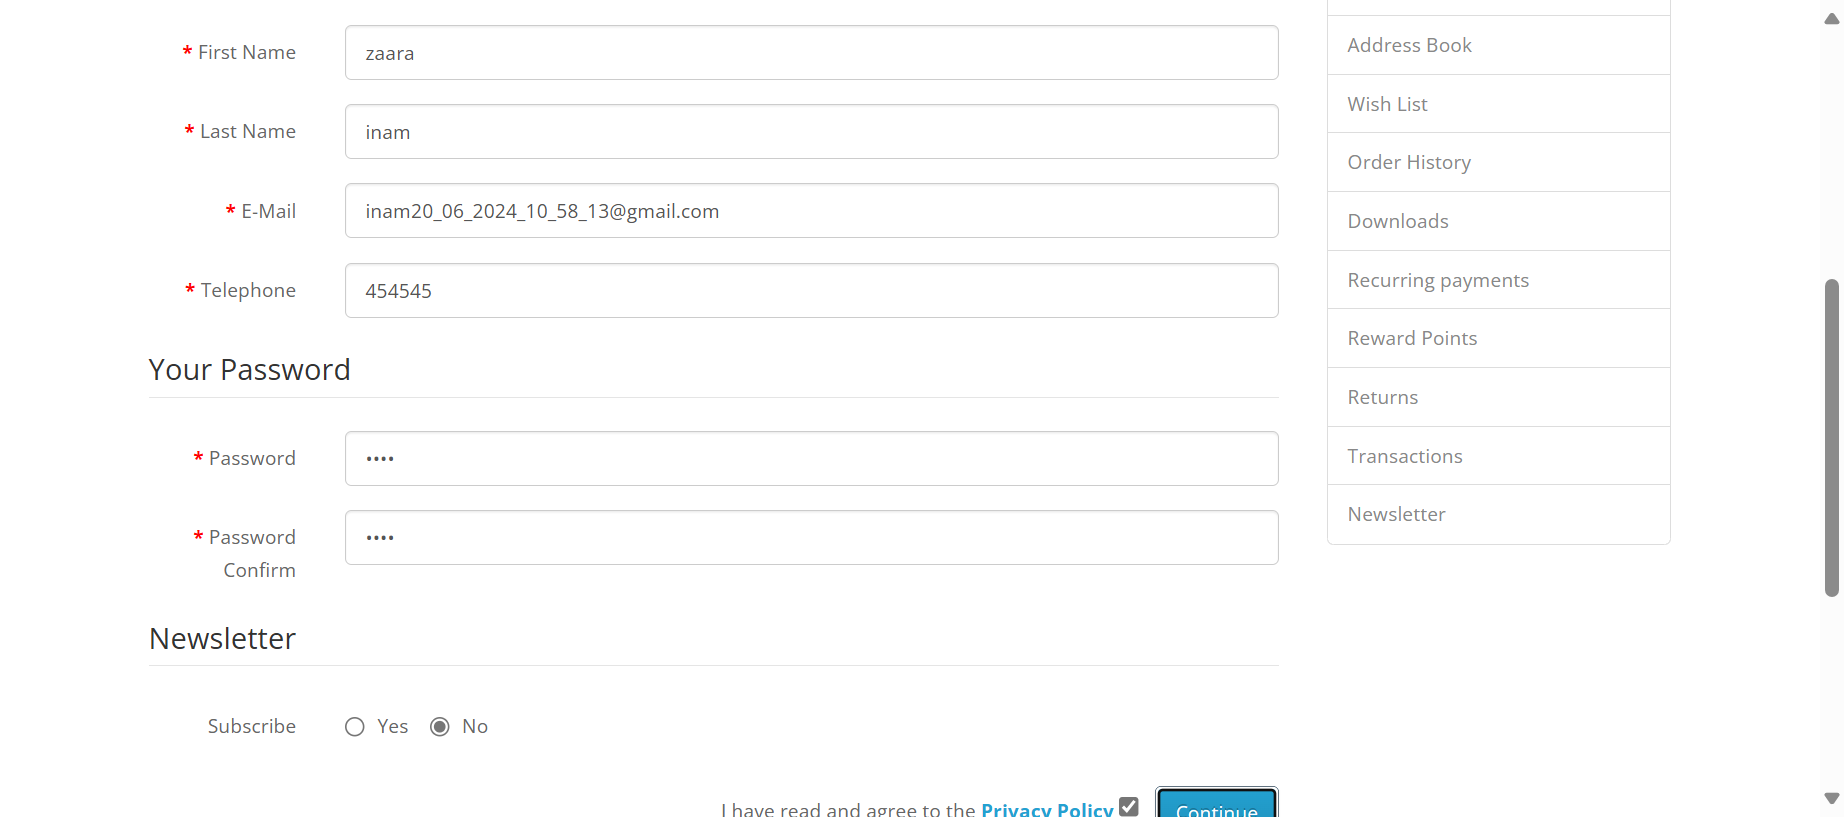 * First Name
zaara
* Last Name
inam
* E-Mail
inam20_06_2024_10_58_13@gmail.com
* Telephone
454545
Your Password
* Password
••••
* Password
Confirm
••••
Newsletter
Subscribe
Yes
No
I have read and agree to the Privacy Policy
Continue
Address Book
Wish List
Order History
Downloads
Recurring payments
Reward Points
Returns
Transactions
Newsletter